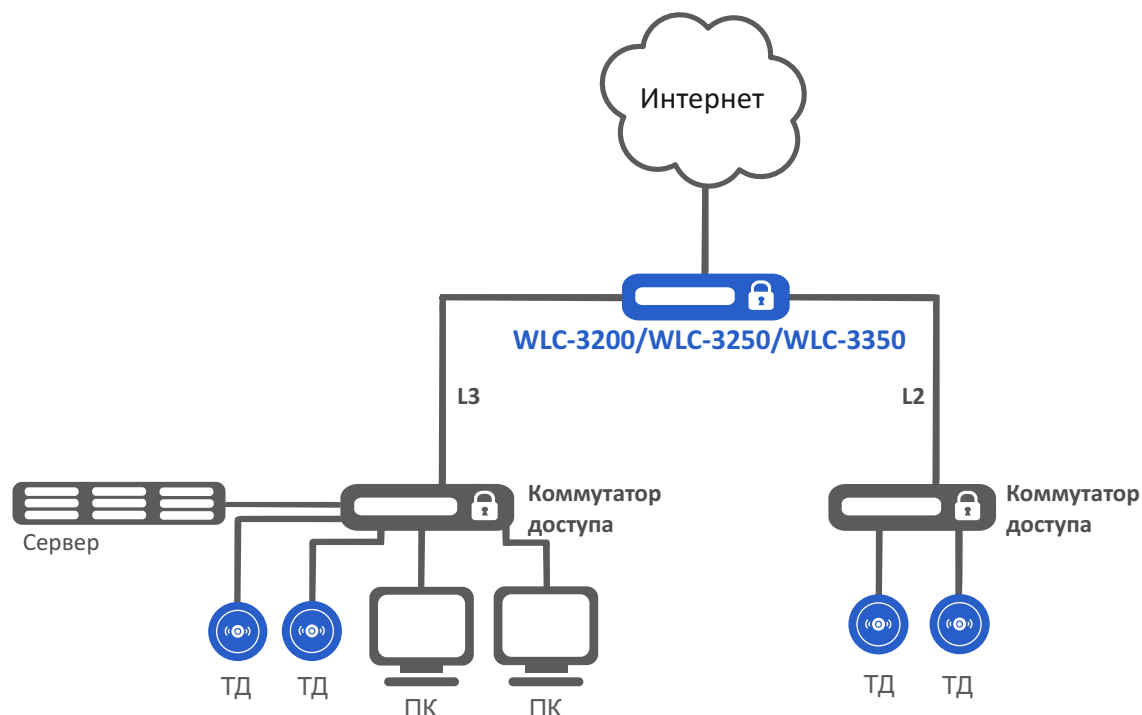 Интернет
WLC-3200/WLC-3250/WLC-3350
L3
L2
Коммутатор
доступа
Коммутатор
доступа
Сервер
ТД
ТД
ПК
ПК
ТД
ТД